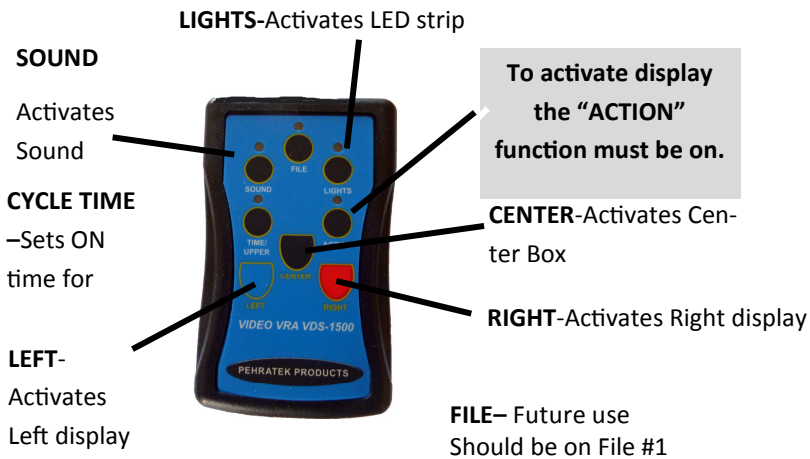 LIGHTS-Activates LED strip
SOUND
Activates
Sound
To activate display
the “ACTION”
function must be on.
CYCLE TIME
–Sets ON
time for
CENTER-Activates Cen-
ter Box
RIGHT-Activates Right display
LEFT-
Activates
Left display
FILE– Future use
Should be on File #1
FILE
SOUND
LIGHTS
TIME/
UPPER
CENTER
LEFT
RIGHT
VIDEO VRA VDS-1500
PEHRATEK PRODUCTS